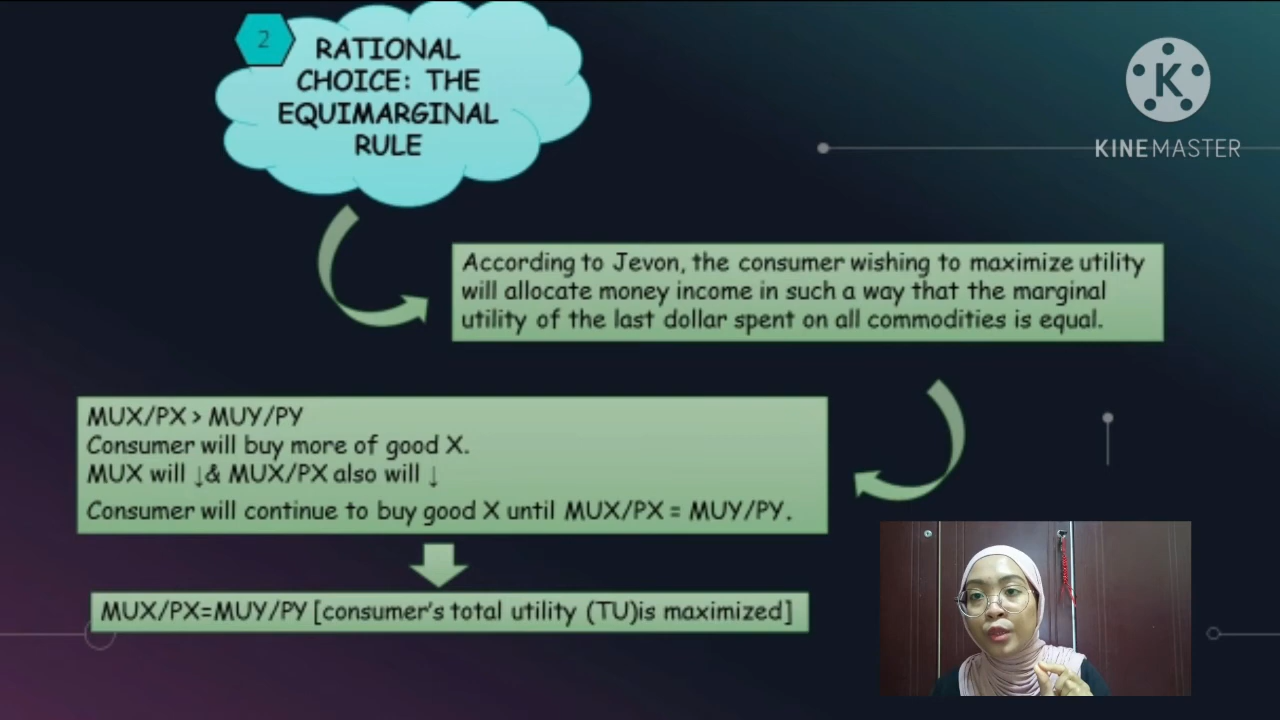 2
RATIONAL
CHOICE: THE
EQUIMARGINAL
RULE
K
KINEMASTER
According to Jevon, the consumer wishing to maximize utility
will allocate money income in such a way that the marginal
utility of the last dollar spent on all commodities is equal.
MUX/PX > MUY/PY
Consumer will buy more of good X.
MUX will ↓& MUX/PX also will ↓
Consumer will continue to buy good X until MUX/PX = MUY/PY.
MUX/PX=MUY/PY [consumer's total utility (TU)is maximized]